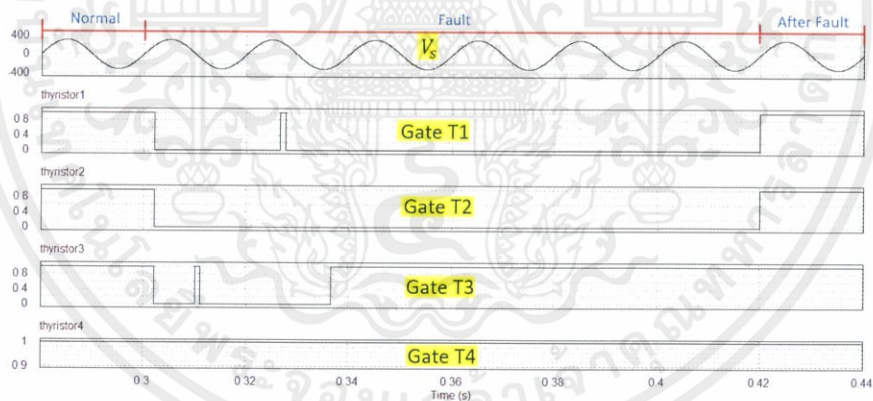 Normal
Fault
After Fault
400
0
-400
Vs
thyristor1
0 8
0 4
0
Gate T1
thyristor2
0 8
0 4
0
Gate T2
thyristor3
0 8
0 4
0
Gate T3
thyristor4
1
0 9
Gate T4
0 3
0 32
0 34
0 36
0 38
0 4
0 42
0 44
Time (s)